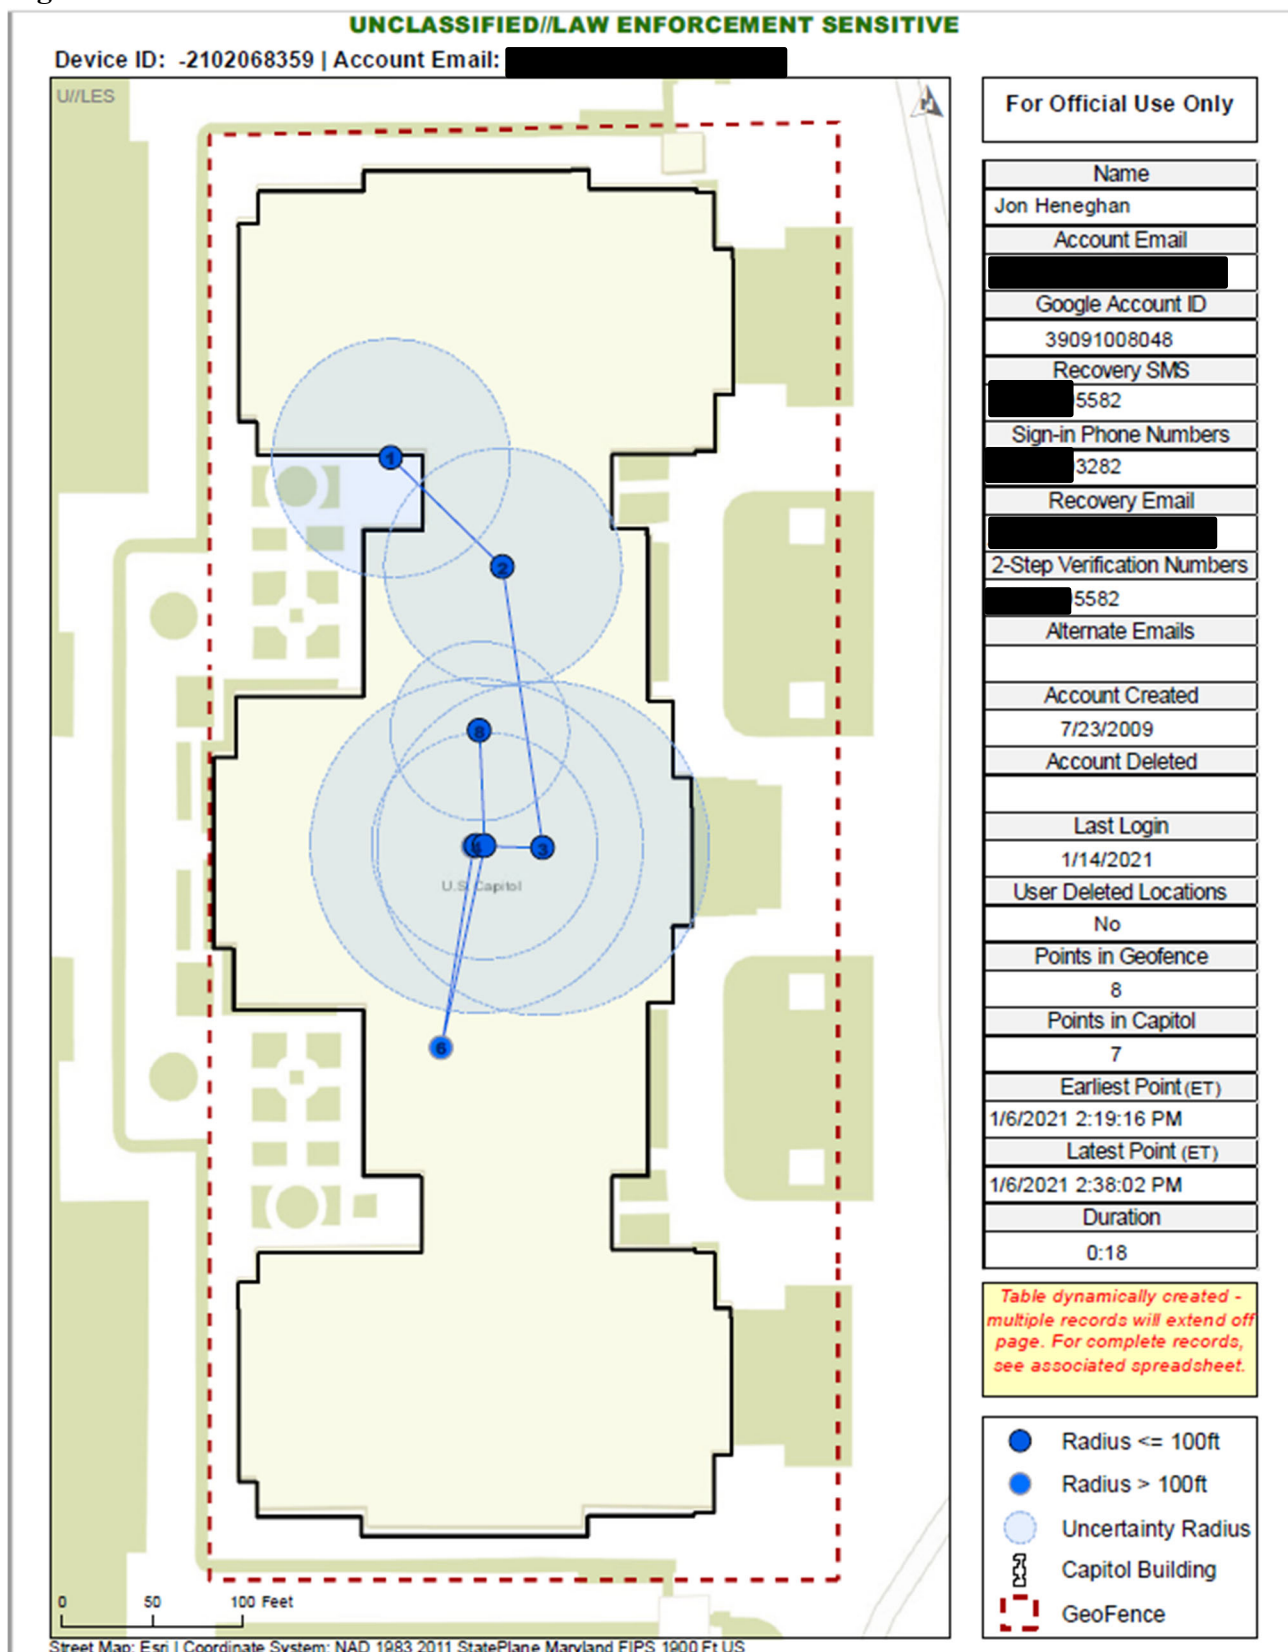 UNCLASSIFIED//LAW ENFORCEMENT SENSITIVE
Device ID: -2102068359 | Account Email:
U//LES
1
2
8
3
U.S. Capitol
6
0 50 100 Feet
Street Map: Esri | Coordinate System: NAD 1983 2011 StatePlane Maryland FIPS 1900 Ft US
For Official Use Only
Name
Jon Heneghan
Account Email
Google Account ID
39091008048
Recovery SMS
5582
Sign-in Phone Numbers
3282
Recovery Email
2-Step Verification Numbers
5582
Alternate Emails
Account Created
7/23/2009
Account Deleted
Last Login
1/14/2021
User Deleted Locations
No
Points in Geofence
8
Points in Capitol
7
Earliest Point (ET)
1/6/2021 2:19:16 PM
Latest Point (ET)
1/6/2021 2:38:02 PM
Duration
0:18
Table dynamically created -
multiple records will extend off
page. For complete records,
see associated spreadsheet.
Radius <= 100ft
Radius > 100ft
Uncertainty Radius
Capitol Building
GeoFence